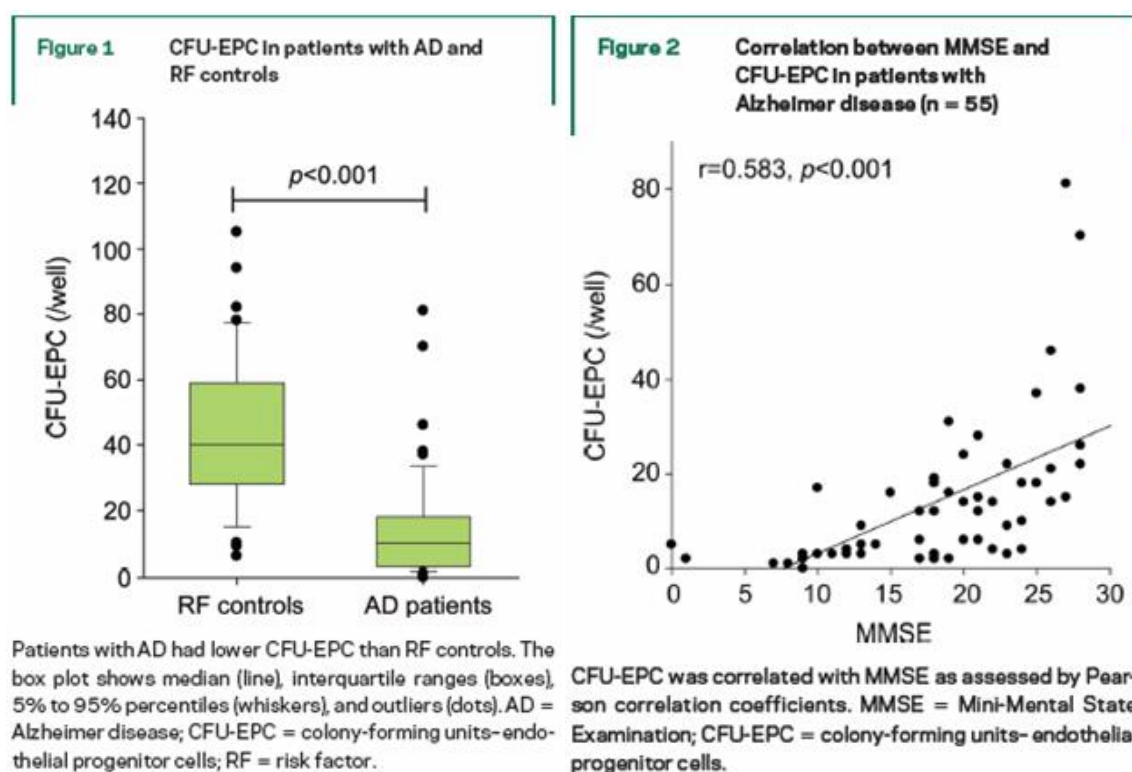 Figure 1 CFU-EPC in patients with AD and
RF controls
140
120
100
80
60
40
20
0
CFU-EPC (/well)
p<0.001
RF controls AD patients
Patients with AD had lower CFU-EPC than RF controls. The
box plot shows median (line), interquartile ranges (boxes),
5% to 95% percentiles (whiskers), and outliers (dots). AD =
Alzheimer disease; CFU-EPC = colony-forming units–endo-
thelial progenitor cells; RF = risk factor.
Figure 2 Correlation between MMSE and
CFU-EPC in patients with
Alzheimer disease (n = 55)
r=0.583, p<0.001
80
60
40
20
0
CFU-EPC (/well)
0 5 10 15 20 25 30
MMSE
CFU-EPC was correlated with MMSE as assessed by Pear-
son correlation coefficients. MMSE = Mini-Mental State
Examination; CFU-EPC = colony-forming units–endothelial
progenitor cells.